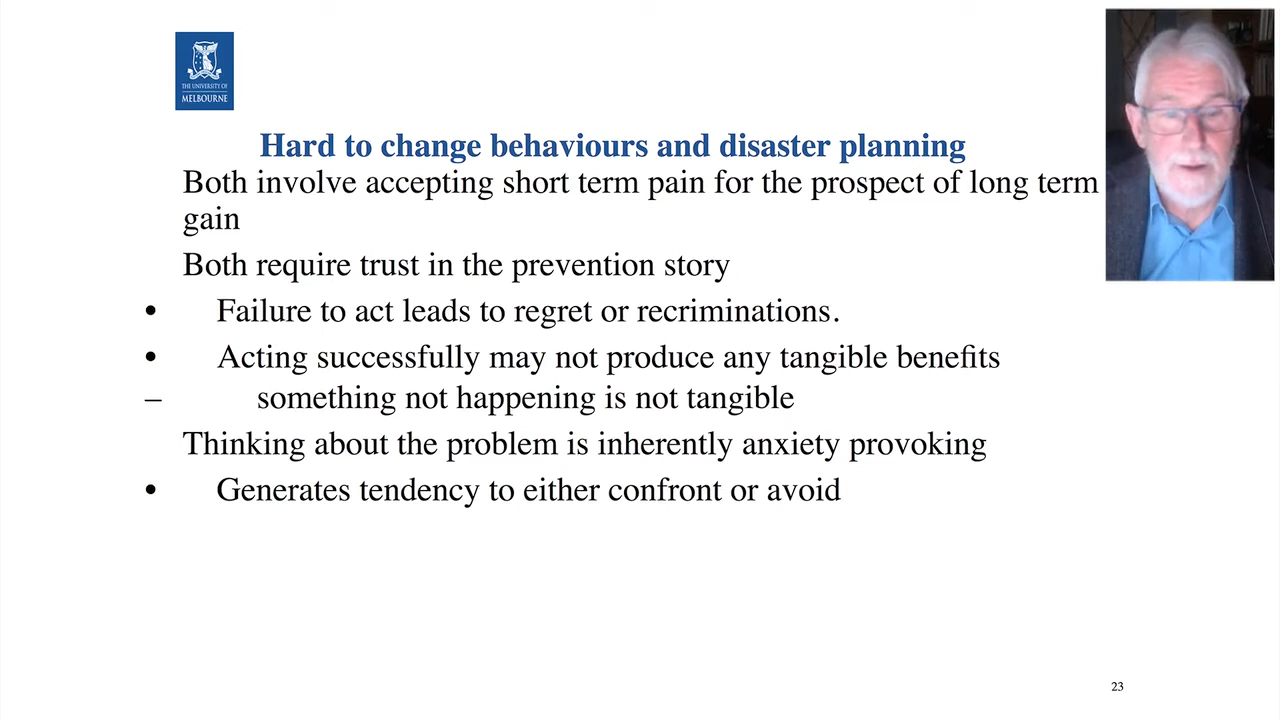 THE UNIVERSITY OF
MELBOURNE
Hard to change behaviours and disaster planning
Both involve accepting short term pain for the prospect of long term
gain
Both require trust in the prevention story
• Failure to act leads to regret or recriminations.
• Acting successfully may not produce any tangible benefits
– something not happening is not tangible
Thinking about the problem is inherently anxiety provoking
• Generates tendency to either confront or avoid
23